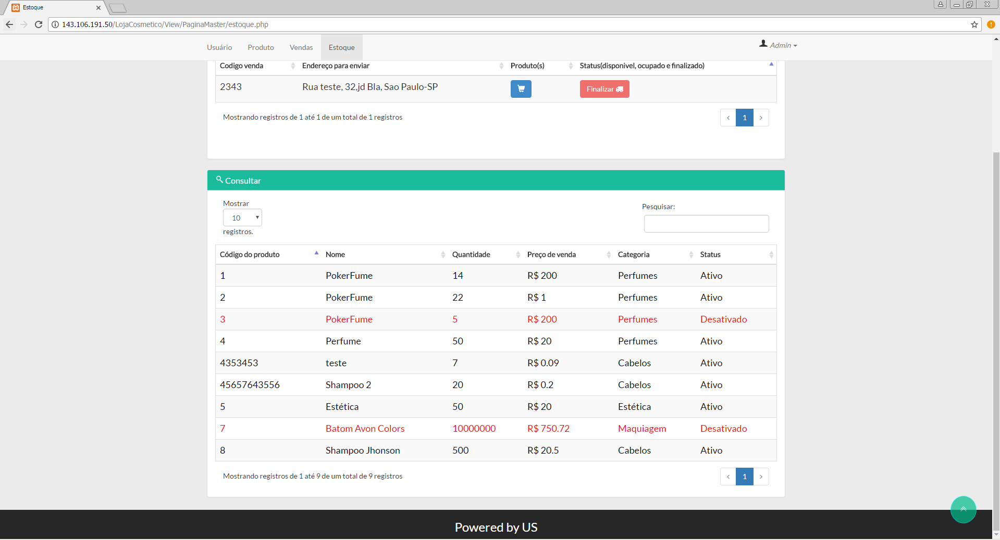 Estoque
143.106.191.50/LojaCosmetico/View/PaginaMaster/estoque.php
Usuário Produto Vendas Estoque Admin
Codigo venda Endereço para enviar Produto(s) Status(disponivel, ocupado e finalizado)
2343 Rua teste, 32,jd Bla, Sao Paulo-SP Finalizar
Mostrando registros de 1 até 1 de um total de 1 registros < 1 >
Consultar
Mostrar
Pesquisar:
10
registros.
Código do produto Nome Quantidade Preço de venda Categoria Status
1 PokerFume 14 R$ 200 Perfumes Ativo
2 PokerFume 22 R$ 1 Perfumes Ativo
3 PokerFume 5 R$ 200 Perfumes Desativado
4 Perfume 50 R$ 20 Perfumes Ativo
4353453 teste 7 R$ 0.09 Cabelos Ativo
45657643556 Shampoo 2 20 R$ 0.2 Cabelos Ativo
5 Estética 50 R$ 20 Estética Ativo
7 Batom Avon Colors 10000000 R$ 750.72 Maquiagem Desativado
8 Shampoo Jhonson 500 R$ 20.5 Cabelos Ativo
Mostrando registros de 1 até 9 de um total de 9 registros < 1 >
Powered by US